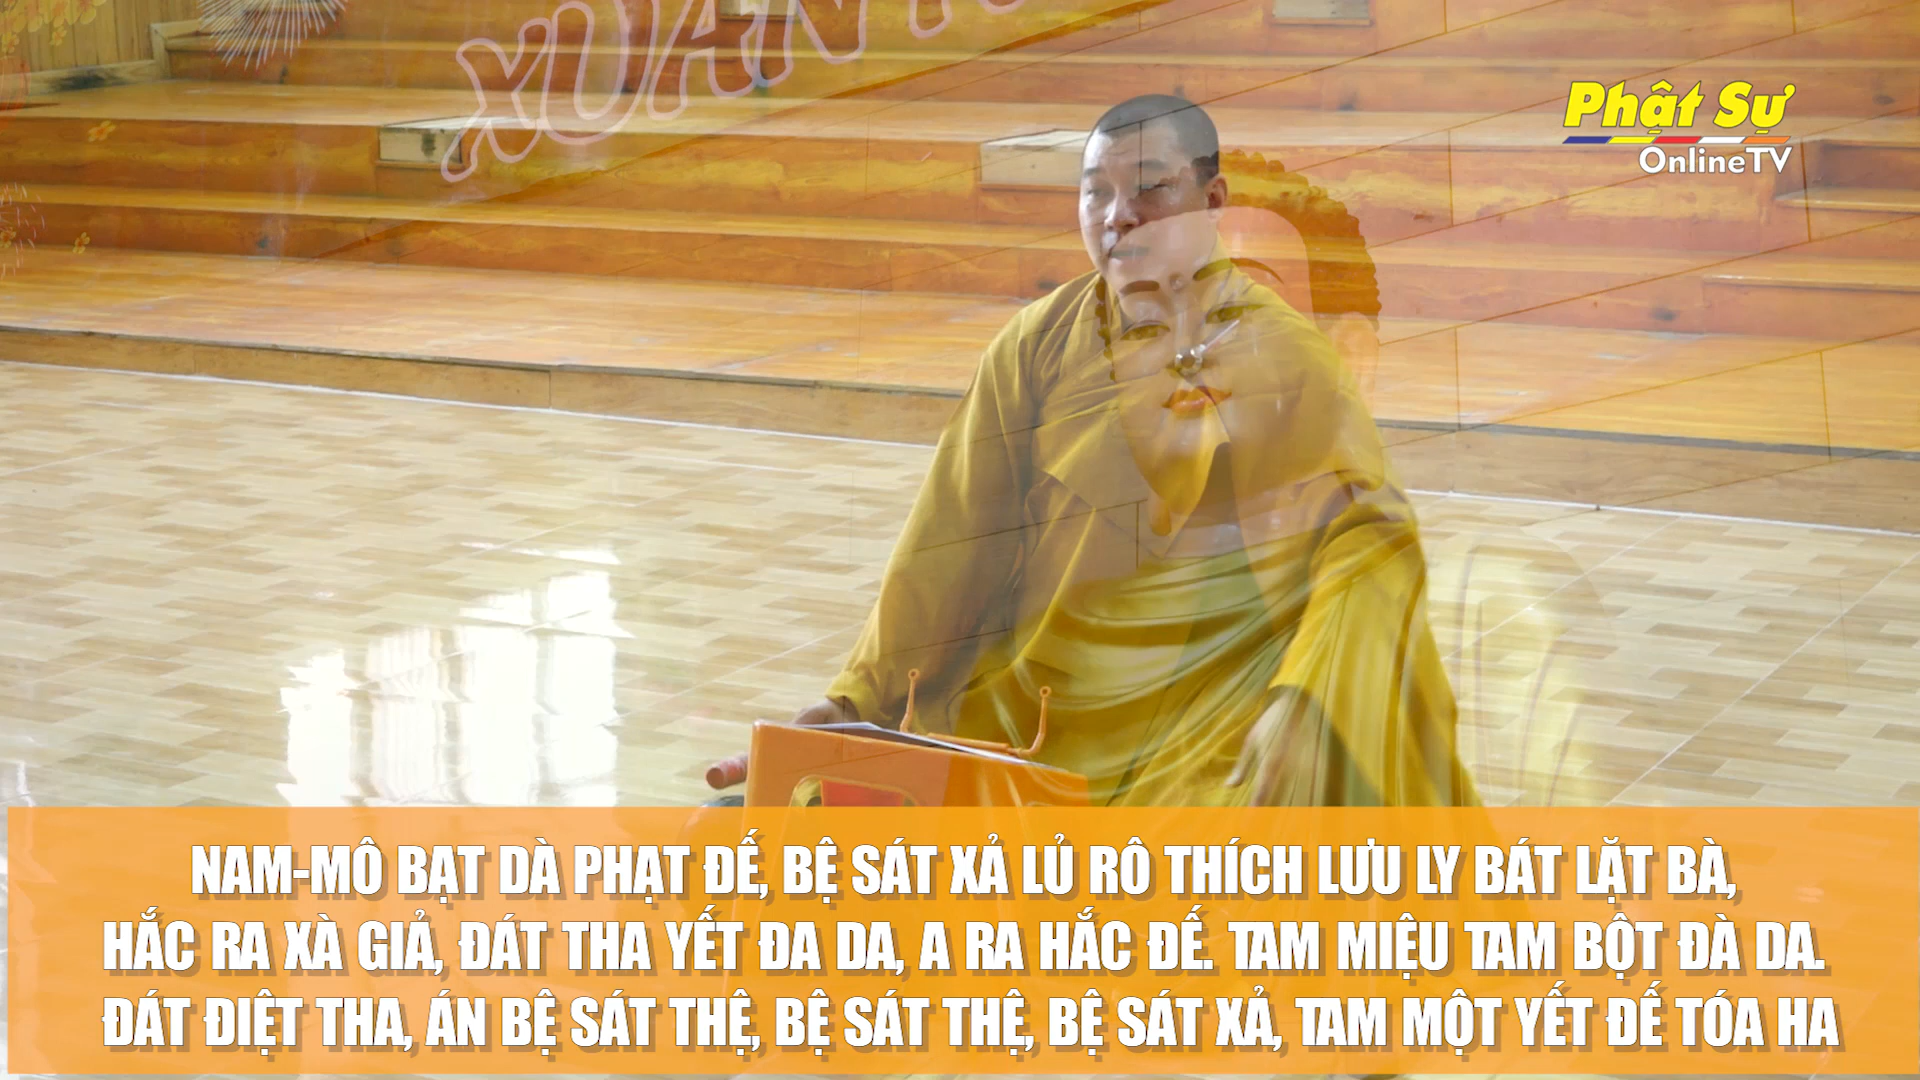 XUÂN
Phật Sự
OnlineTV
NAM-MÔ BẠT DÀ PHẠT ĐẾ, BỆ SÁT XẢ LỦ RÔ THÍCH LƯU LY BÁT LẶT BÀ,
HẮC RA XÀ GIẢ, ĐÁT THA YẾT ĐA DA, A RA HẮC ĐẾ. TAM MIỆU TAM BỘT ĐÀ DA.
ĐÁT ĐIỆT THA, ÁN BỆ SÁT THỆ, BỆ SÁT THỆ, BỆ SÁT XẢ, TAM MỘT YẾT ĐẾ TÓA HA